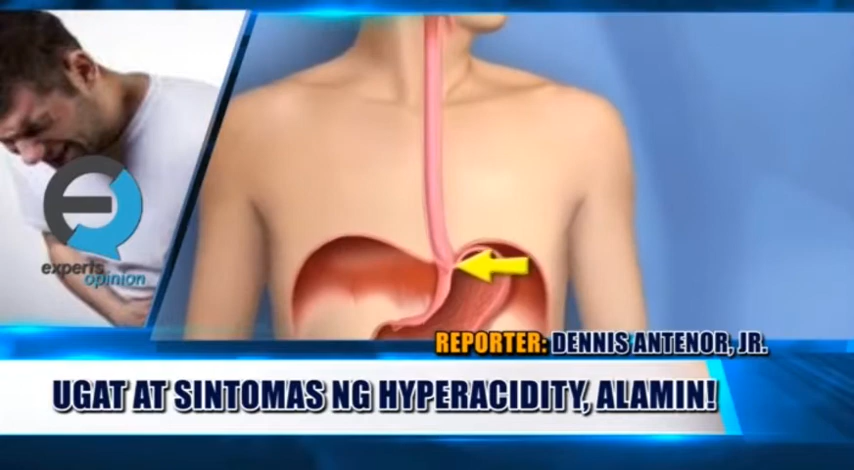 experts
opinion
REPORTER: DENNIS ANTENOR, JR.
UGAT AT SINTOMAS NG HYPERACIDITY, ALAMIN!